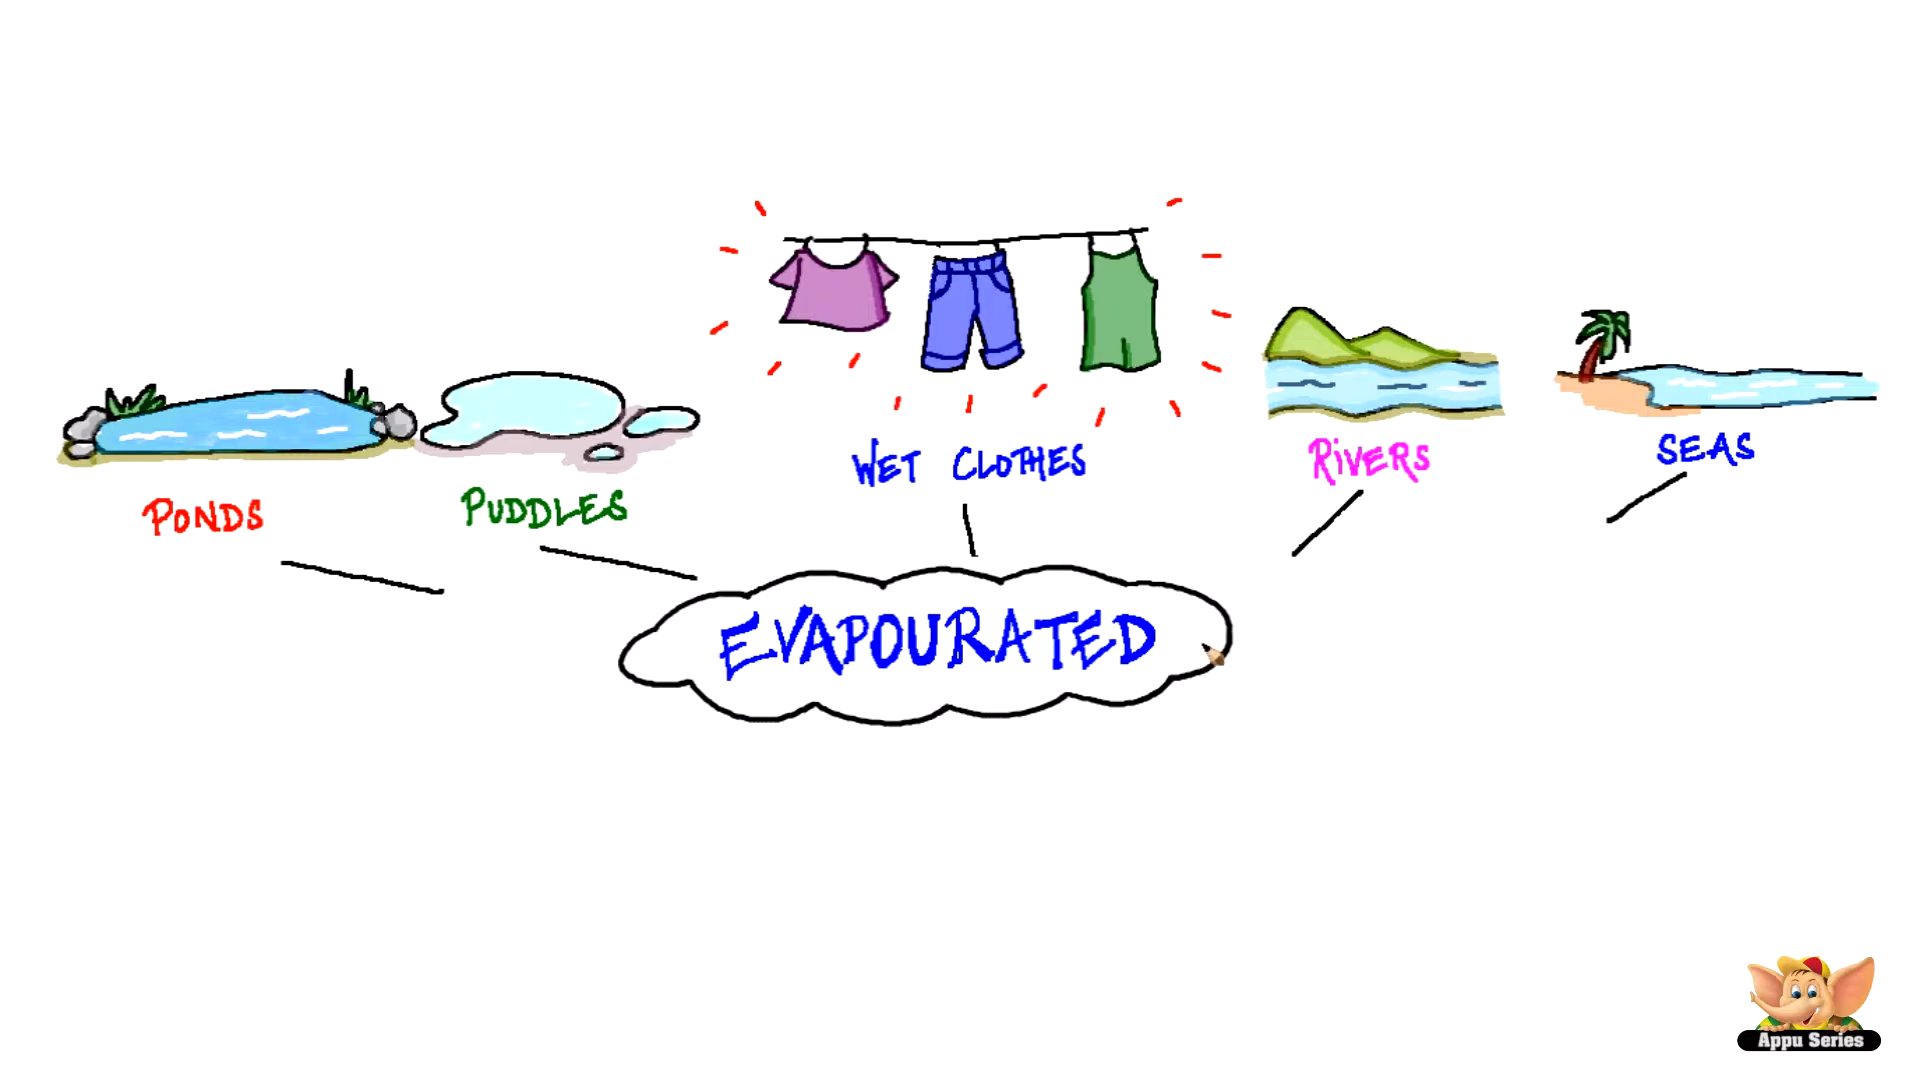 PONDS
PUDDLES
WET CLOTHES
RiVERS
SEAS
EVAPOURATED
Appu Series